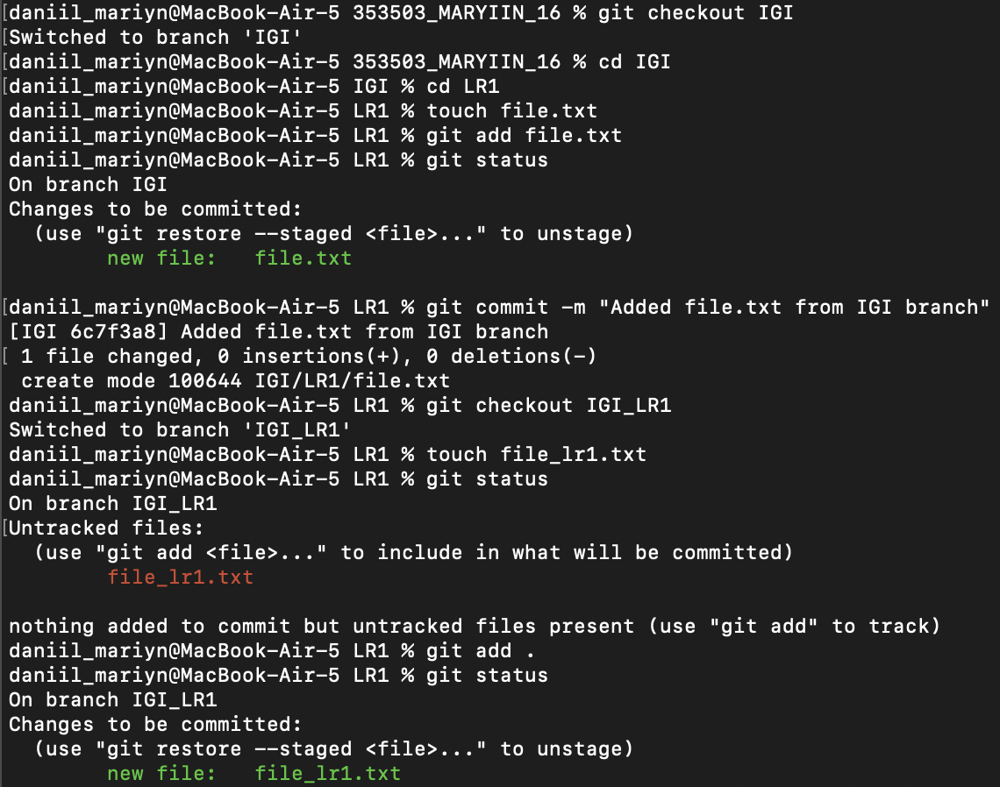 [daniil_mariyn@MacBook-Air-5 353503_MARYIIN_16 % git checkout IGI
[Switched to branch 'IGI'
[daniil_mariyn@MacBook-Air-5 353503_MARYIIN_16 % cd IGI
[daniil_mariyn@MacBook-Air-5 IGI % cd LR1
daniil_mariyn@MacBook-Air-5 LR1 % touch file.txt
daniil_mariyn@MacBook-Air-5 LR1 % git add file.txt
daniil_mariyn@MacBook-Air-5 LR1 % git status
On branch IGI
Changes to be committed:
  (use "git restore --staged <file>..." to unstage)
        new file:   file.txt

[daniil_mariyn@MacBook-Air-5 LR1 % git commit -m "Added file.txt from IGI branch"
[IGI 6c7f3a8] Added file.txt from IGI branch
[ 1 file changed, 0 insertions(+), 0 deletions(-)
 create mode 100644 IGI/LR1/file.txt
daniil_mariyn@MacBook-Air-5 LR1 % git checkout IGI_LR1
Switched to branch 'IGI_LR1'
daniil_mariyn@MacBook-Air-5 LR1 % touch file_lr1.txt
daniil_mariyn@MacBook-Air-5 LR1 % git status
On branch IGI_LR1
[Untracked files:
  (use "git add <file>..." to include in what will be committed)
        file_lr1.txt

nothing added to commit but untracked files present (use "git add" to track)
daniil_mariyn@MacBook-Air-5 LR1 % git add .
daniil_mariyn@MacBook-Air-5 LR1 % git status
On branch IGI_LR1
Changes to be committed:
  (use "git restore --staged <file>..." to unstage)
        new file:   file_lr1.txt